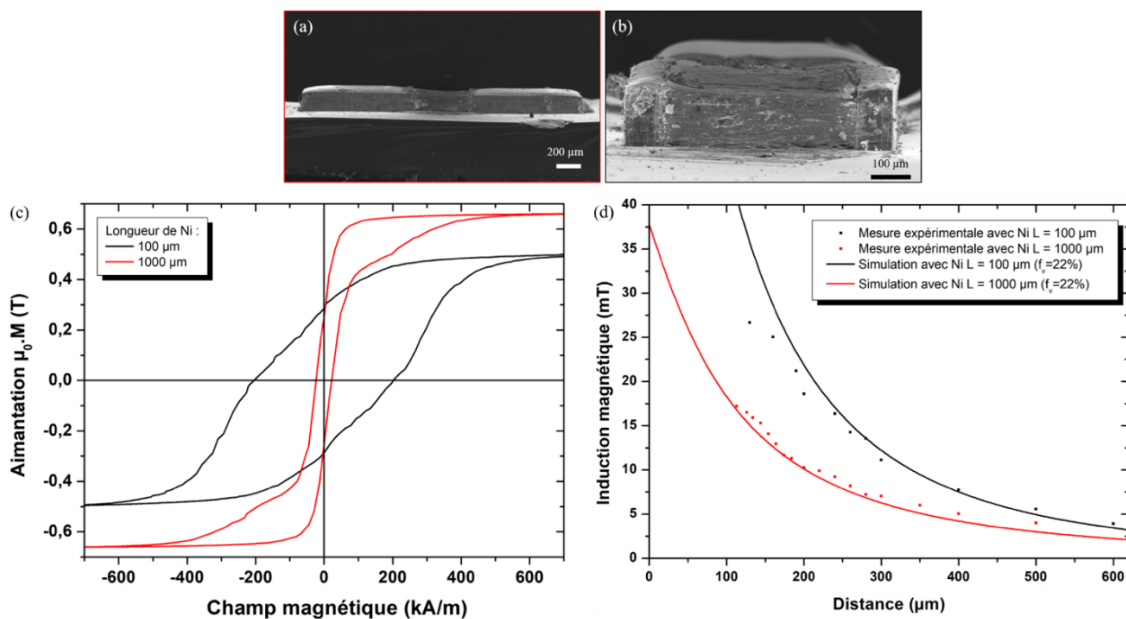 (a)
200 µm
(b)
100 µm
(c)
Aimantation µ₀.M (T)
0,6
0,4
0,2
0,0
-0,2
-0,4
-0,6
Longueur de Ni :
100 µm
1000 µm
-600
-400
-200
0
200
400
600
Champ magnétique (kA/m)
(d)
Induction magnétique (mT)
40
35
30
25
20
15
10
5
0
Mesure expérimentale avec Ni L = 100 µm
Mesure expérimentale avec Ni L = 1000 µm
Simulation avec Ni L = 100 µm (fᵥ=22%)
Simulation avec Ni L = 1000 µm (fᵥ=22%)
0
100
200
300
400
500
600
Distance (µm)